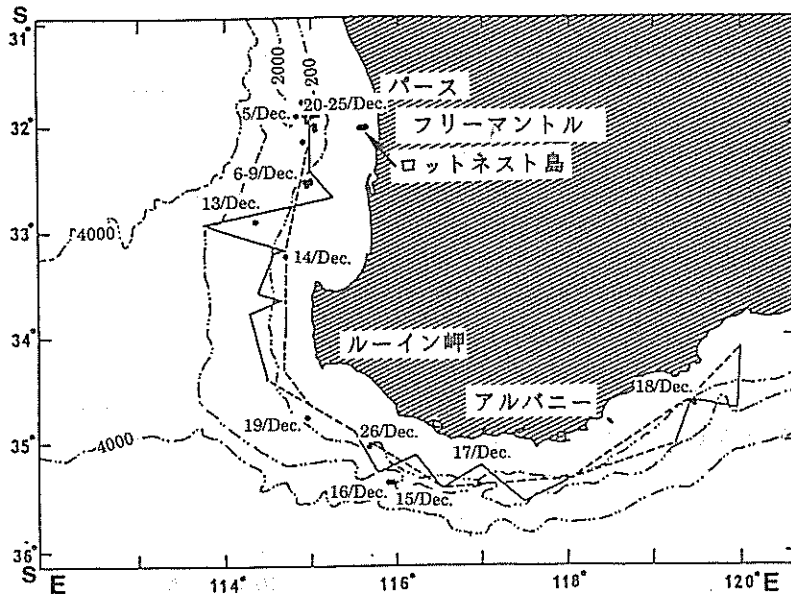 S
31°
パース
5/Dec.
20-25/Dec.
2000
200
32°
フリーマントル
ロットネスト島
6-9/Dec.
13/Dec.
4000
33°
14/Dec.
34°
ルーイン岬
アルバニー
18/Dec.
19/Dec.
26/Dec.
4000
35°
17/Dec.
16/Dec.
15/Dec.
36°
S
E
114°
116°
118°
120°E